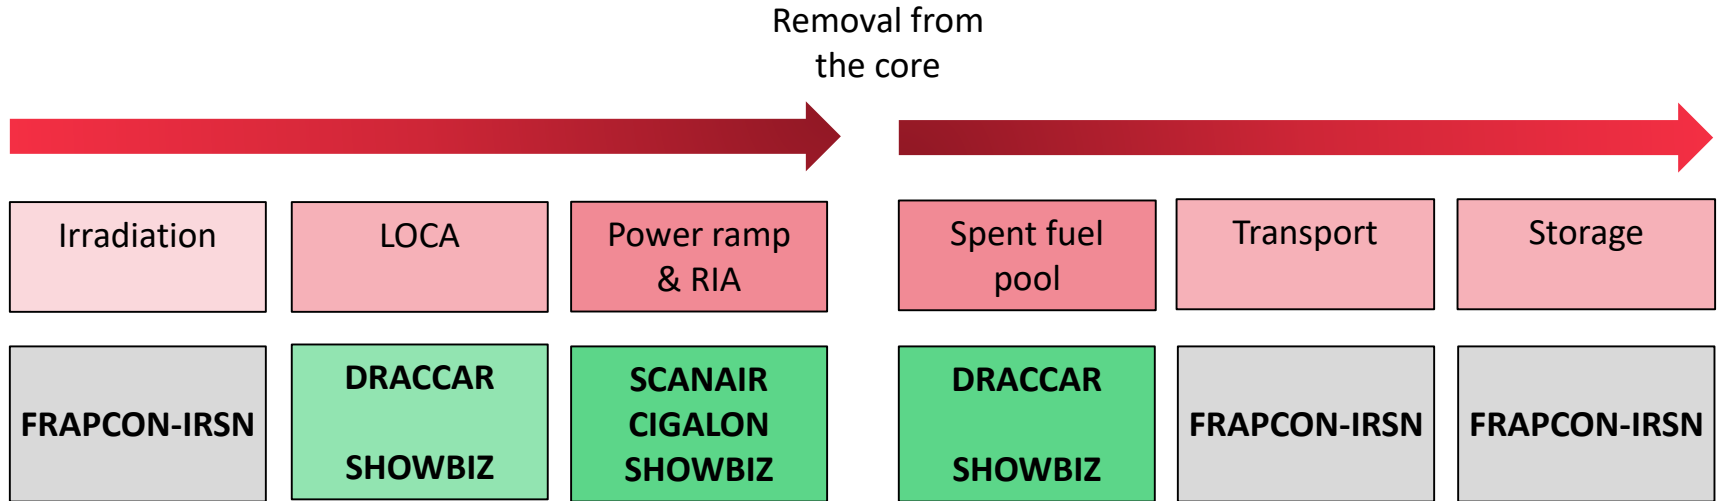 Removal from
the core
Irradiation
LOCA
Power ramp
& RIA
Spent fuel
pool
Transport
Storage
FRAPCON-IRSN
DRACCAR
SHOWBIZ
SCANAIR
CIGALON
SHOWBIZ
DRACCAR
SHOWBIZ
FRAPCON-IRSN
FRAPCON-IRSN